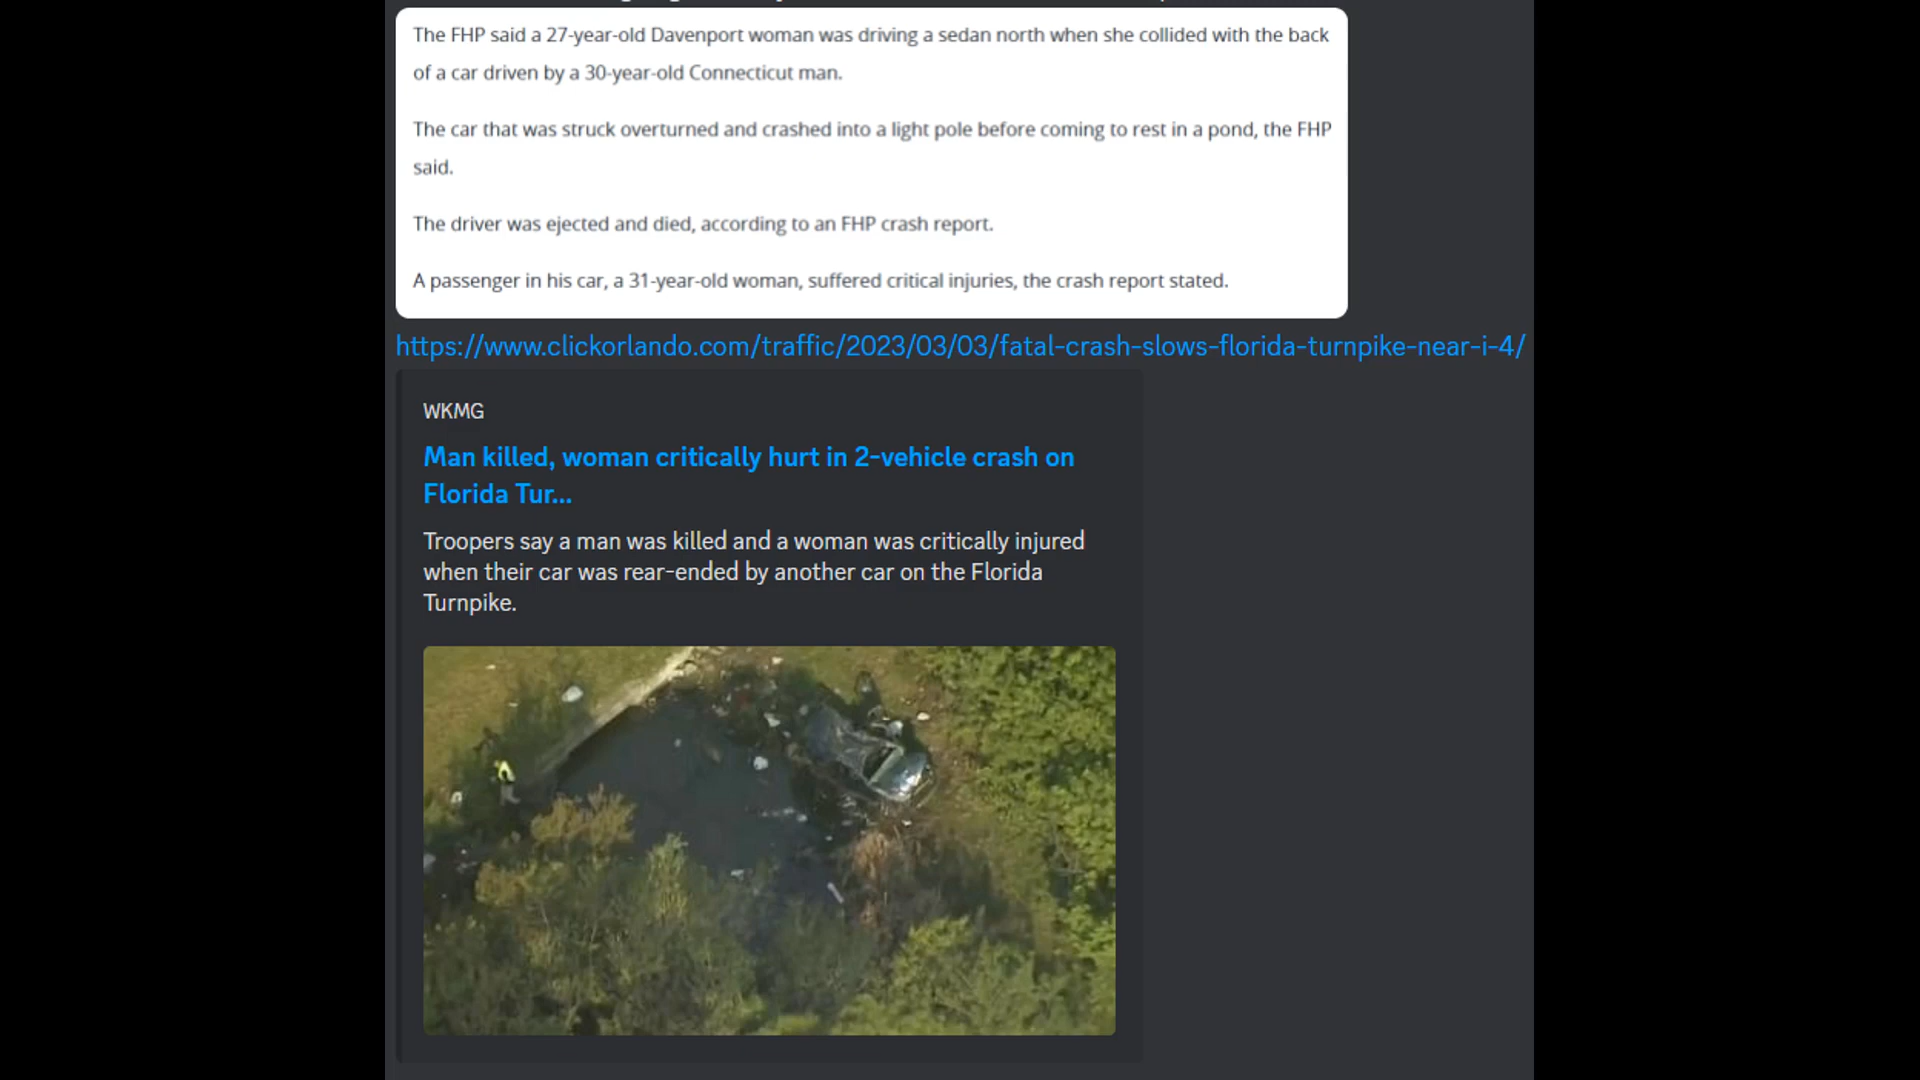 The FHP said a 27-year-old Davenport woman was driving a sedan north when she collided with the back
of a car driven by a 30-year-old Connecticut man.
The car that was struck overturned and crashed into a light pole before coming to rest in a pond, the FHP
said.
The driver was ejected and died, according to an FHP crash report.
A passenger in his car, a 31-year-old woman, suffered critical injuries, the crash report stated.
https://www.clickorlando.com/traffic/2023/03/03/fatal-crash-slows-florida-turnpike-near-i-4/
WKMG
Man killed, woman critically hurt in 2-vehicle crash on
Florida Tur...
Troopers say a man was killed and a woman was critically injured
when their car was rear-ended by another car on the Florida
Turnpike.